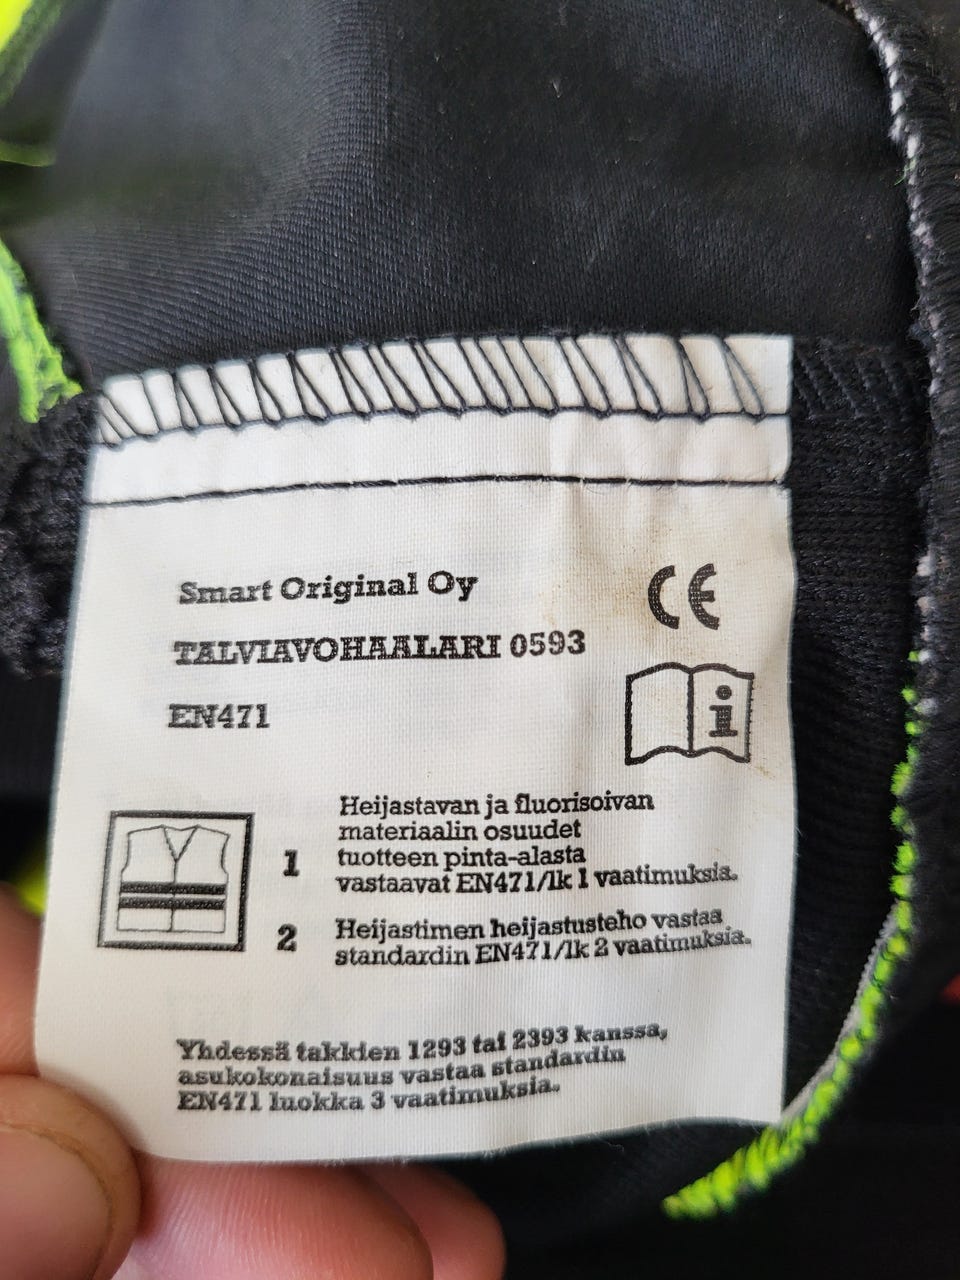 Smart Original Oy
CE
TALVIAVOHAALARI 0593
i
EN471
1
Heijastavan ja fluorisoivan
materiaalin osuudet
tuotteen pinta-alasta
vastaavat EN471/lk 1 vaatimuksia.
2
Heijastimen heijastusteho vastaa
standardin EN471/lk 2 vaatimuksia.
Yhdessä takkien 1293 tai 2393 kanssa,
asukokonaisuus vastaa standardin
EN471 luokka 3 vaatimuksia.